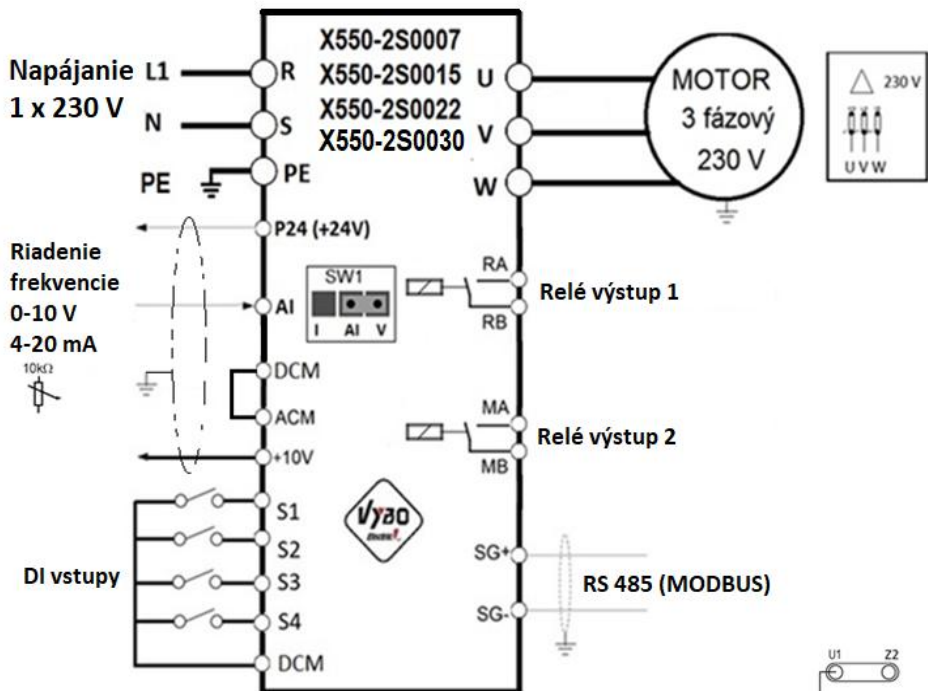 X550-2S0007
X550-2S0015
X550-2S0022
X550-2S0030
Napájanie
1 x 230 V
L1
R
N
S
PE
PE
U
V
W
MOTOR
3 fázový
230 V
230 V
U V W
P24 (+24V)
Riadenie
frekvencie
0-10 V
4-20 mA
10kΩ
AI
SW1
I AI V
DCM
ACM
+10V
RA
RB
Relé výstup 1
MA
MB
Relé výstup 2
DI vstupy
S1
S2
S3
S4
DCM
VYBO
SG+
SG-
RS 485 (MODBUS)
U1
Z2